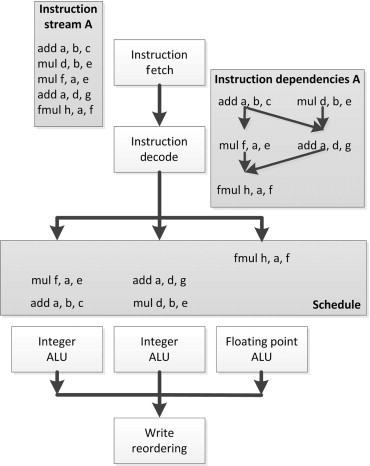 Instruction
stream A
add a, b, c
mul d, b, e
mul f, a, e
add a, d, g
fmul h, a, f
Instruction
fetch
Instruction
decode
Instruction dependencies A
add a, b, c mul d, b, e
mul f, a, e add a, d, g
fmul h, a, f
fmul h, a, f
mul f, a, e add a, d, g
add a, b, c mul d, b, e
Schedule
Integer
ALU
Integer
ALU
Floating point
ALU
Write
reordering